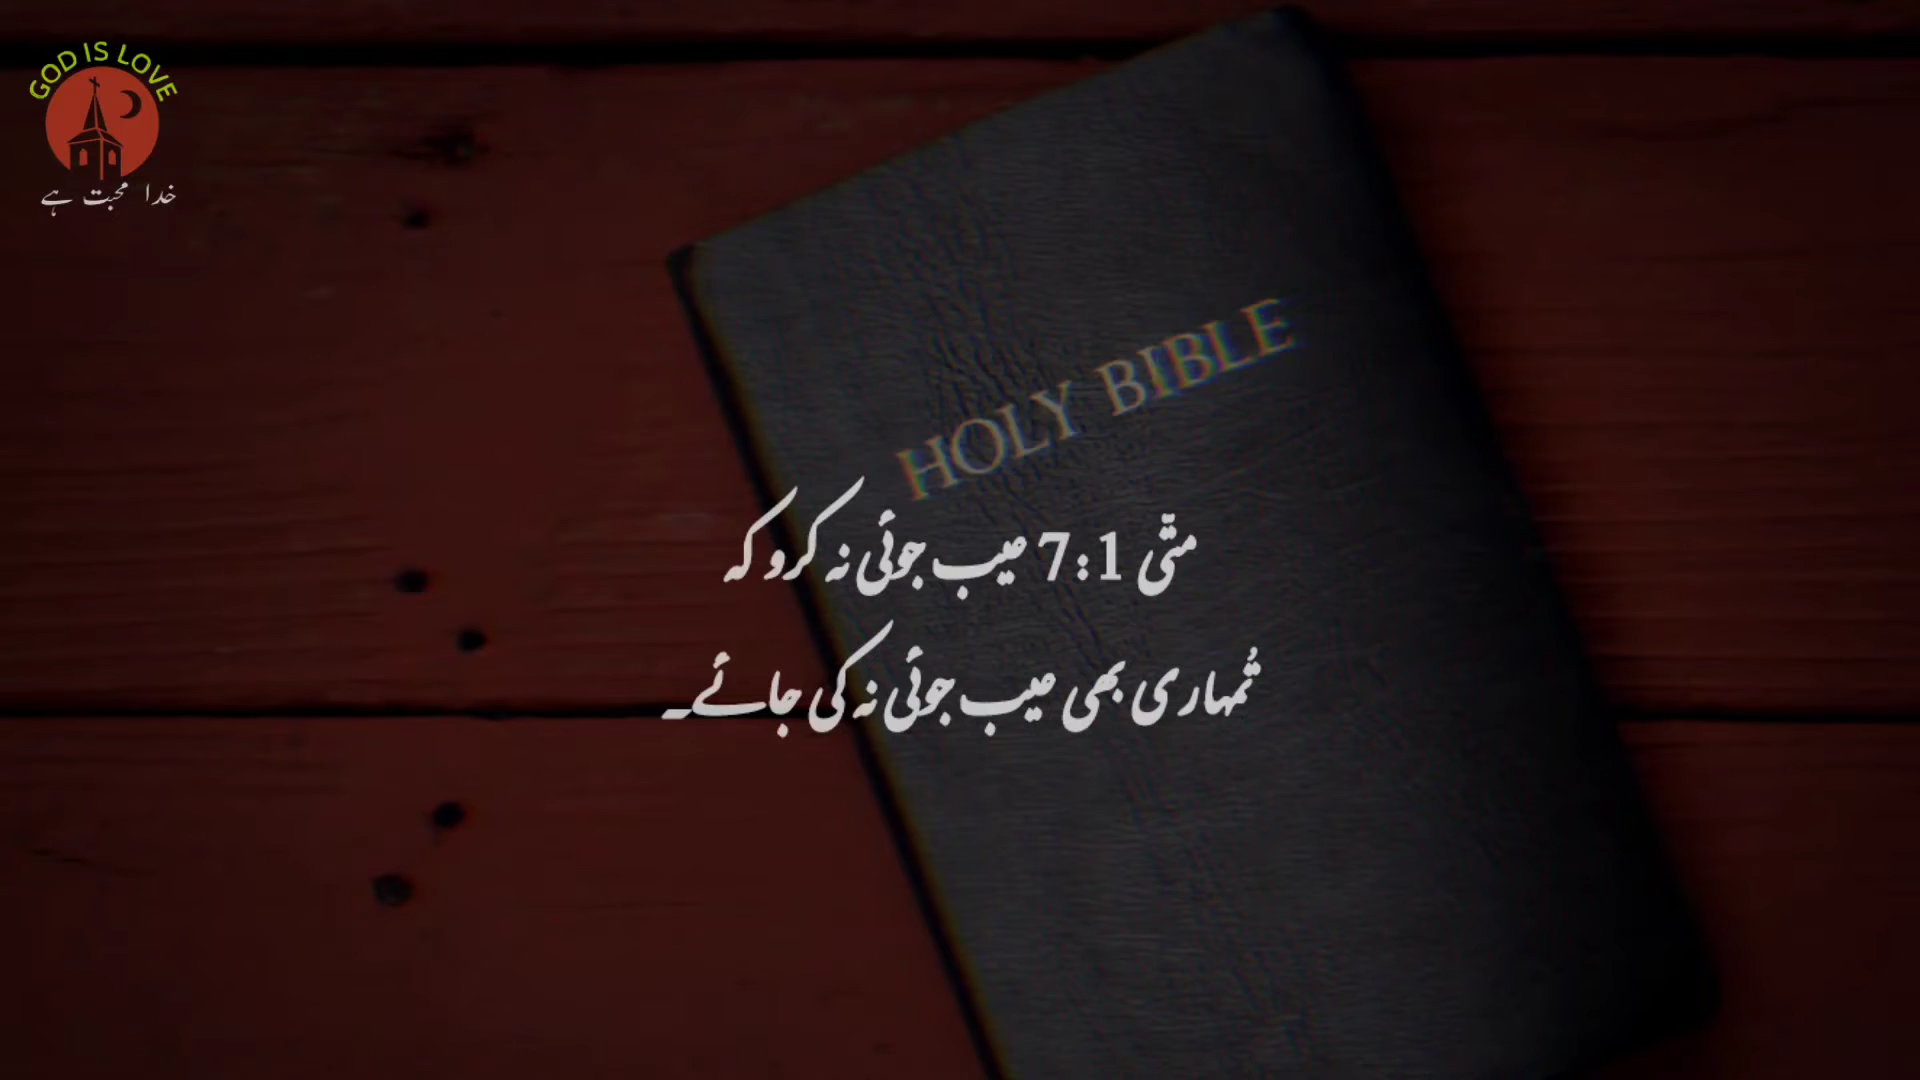 GOD IS LOVE
خدا محبت ہے
HOLY BIBLE
متّی 7:1 عیب جوئی نہ کرو کہ
تُمہاری بھی عیب جوئی نہ کی جائے۔